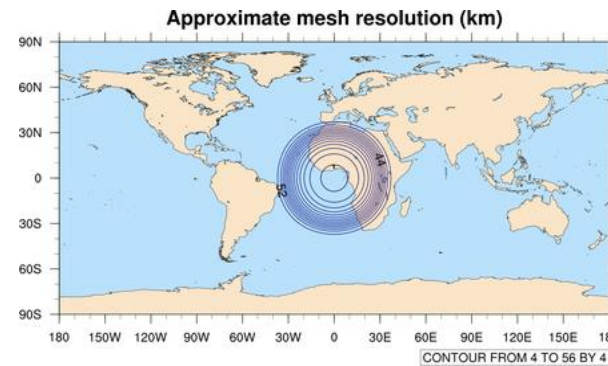 Approximate mesh resolution (km)
90N
60N
30N
0
30S
60S
90S
44
52
180 150W 120W 90W 60W 30W 0 30E 60E 90E 120E 150E 18
CONTOUR FROM 4 TO 56 BY 4